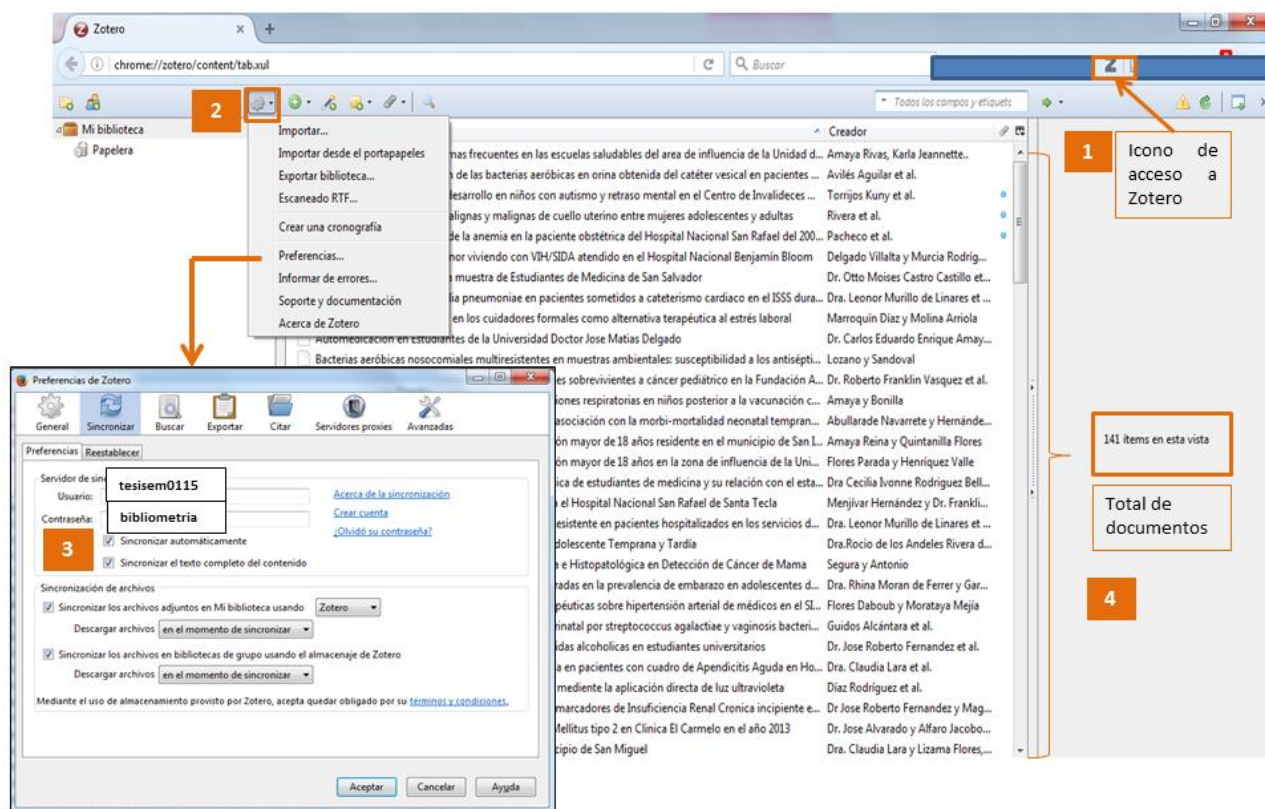 Zotero
chrome://zotero/content/tab.xul
Buscar
Z
2
Todos los campos y etiquetc
Mi biblioteca
Papelera
Importar...
Importar desde el portapapeles
Exportar biblioteca...
Escaneado RTF...
Crear una cronografía
Preferencias...
Informar de errores...
Soporte y documentación
Acerca de Zotero
Creador
mas frecuentes en las escuelas saludables del area de influencia de la Unidad d... Amaya Rivas, Karla Jeannette..
de las bacterias aeróbicas en orina obtenida del catéter vesical en pacientes ... Avilés Aguilar et al.
desarrollo en niños con autismo y retraso mental en el Centro de Invalideces ... Torrijos Kuny et al.
alignas y malignas de cuello uterino entre mujeres adolescentes y adultas Rivera et al.
de la anemia en la paciente obstétrica del Hospital Nacional San Rafael del 200... Pacheco et al.
nor viviendo con VIH/SIDA atendido en el Hospital Nacional Benjamín Bloom Delgado Villalta y Murcia Rodríg...
muestra de Estudiantes de Medicina de San Salvador Dr. Otto Moises Castro Castillo et...
lia pneumoniae en pacientes sometidos a cateterismo cardiaco en el ISSS dura... Dra. Leonor Murillo de Linares et ...
en los cuidadores formales como alternativa terapéutica al estrés laboral Marroquín Díaz y Molina Arriola
Automedicación en Estudiantes de la Universidad Doctor Jose Matias Delgado Dr. Carlos Eduardo Enrique Amay...
Bacterias aeróbicas nosocomiales multiresistentes en muestras ambientales: susceptibilidad a los antisépti... Lozano y Sandoval
es sobrevivientes a cáncer pediátrico en la Fundación A... Dr. Roberto Franklin Vasquez et al.
iones respiratorias en niños posterior a la vacunación c... Amaya y Bonilla
asociación con la morbi-mortalidad neonatal tempran... Abullarade Navarrete y Hernánde...
ón mayor de 18 años residente en el municipio de San I... Amaya Reina y Quintanilla Flores
ón mayor de 18 años en la zona de influencia de la Uni... Flores Parada y Henríquez Valle
ica de estudiantes de medicina y su relación con el esta... Dra Cecilia Ivonne Rodriguez Bell...
el Hospital Nacional San Rafael de Santa Tecla Menjívar Hernández y Dr. Frankli...
esistente en pacientes hospitalizados en los servicios d... Dra. Leonor Murillo de Linares et ...
dolescente Temprana y Tardía Dra.Rocio de los Andeles Rivera d...
a e Histopatológica en Detección de Cáncer de Mama Segura y Antonio
radas en la prevalencia de embarazo en adolescentes d... Dra. Rhina Moran de Ferrer y Gar...
péuticas sobre hipertensión arterial de médicos en el SI... Flores Daboub y Morataya Mejía
rinatal por streptococcus agalactiae y vaginosis bacteri... Guidos Alcántara et al.
idas alcoholicas en estudiantes universitarios Dr. Jose Roberto Fernandez et al.
a en pacientes con cuadro de Apendicitis Aguda en Ho... Dra. Claudia Lara et al.
mediente la aplicación directa de luz ultravioleta Díaz Rodríguez et al.
marcadores de Insuficiencia Renal Cronica incipiente e... Dr Jose Roberto Fernandez y Mag...
Mellitus tipo 2 en Clinica El Carmelo en el año 2013 Dr. Jose Alvarado y Alfaro Jacobo...
cipio de San Miguel Dra. Claudia Lara y Lizama Flores,...
1
Icono de
acceso a
Zotero
141 ítems en esta vista
Total de
documentos
4
Preferencias de Zotero
General Sincronizar Buscar Exportar Citar Servidores proxies Avanzadas
Preferencias Reestablecer
Servidor de sinc
Usuario: tesisem0115 Acerca de la sincronización
Contraseña: bibliometria Crear cuenta
¿Olvidó su contraseña?
3
Sincronizar automáticamente
Sincronizar el texto completo del contenido
Sincronización de archivos
Sincronizar los archivos adjuntos en Mi biblioteca usando Zotero
Descargar archivos en el momento de sincronizar
Sincronizar los archivos en bibliotecas de grupo usando el almacenaje de Zotero
Descargar archivos en el momento de sincronizar
Mediante el uso de almacenamiento provisto por Zotero, acepta quedar obligado por su términos y condiciones.
Aceptar Cancelar Ayuda